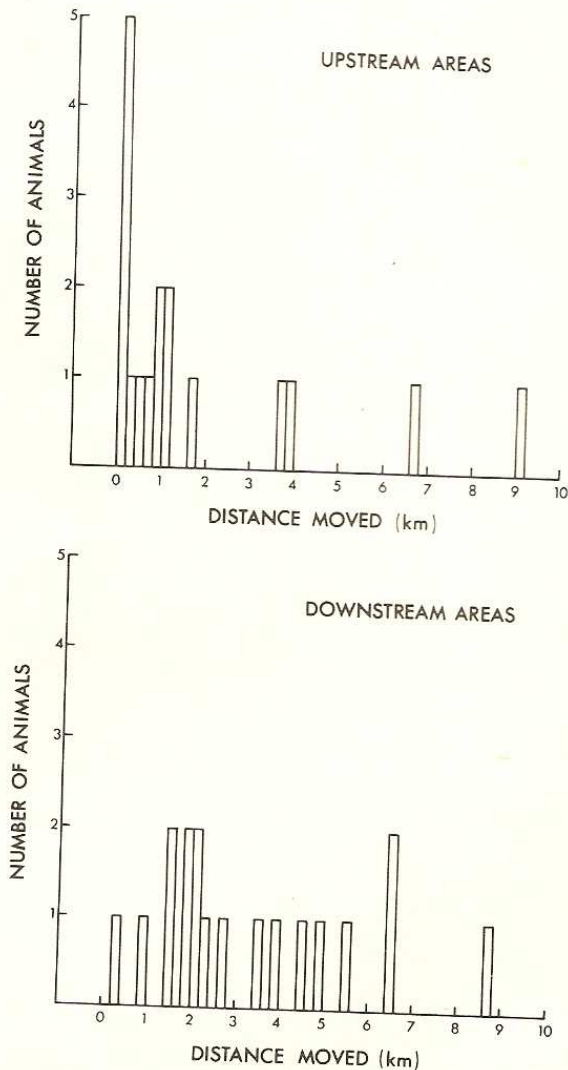 UPSTREAM AREAS
NUMBER OF ANIMALS
5
4
3
2
1
0 1 2 3 4 5 6 7 8 9 10
DISTANCE MOVED (km)
DOWNSTREAM AREAS
NUMBER OF ANIMALS
5
4
3
2
1
0 1 2 3 4 5 6 7 8 9 10
DISTANCE MOVED (km)